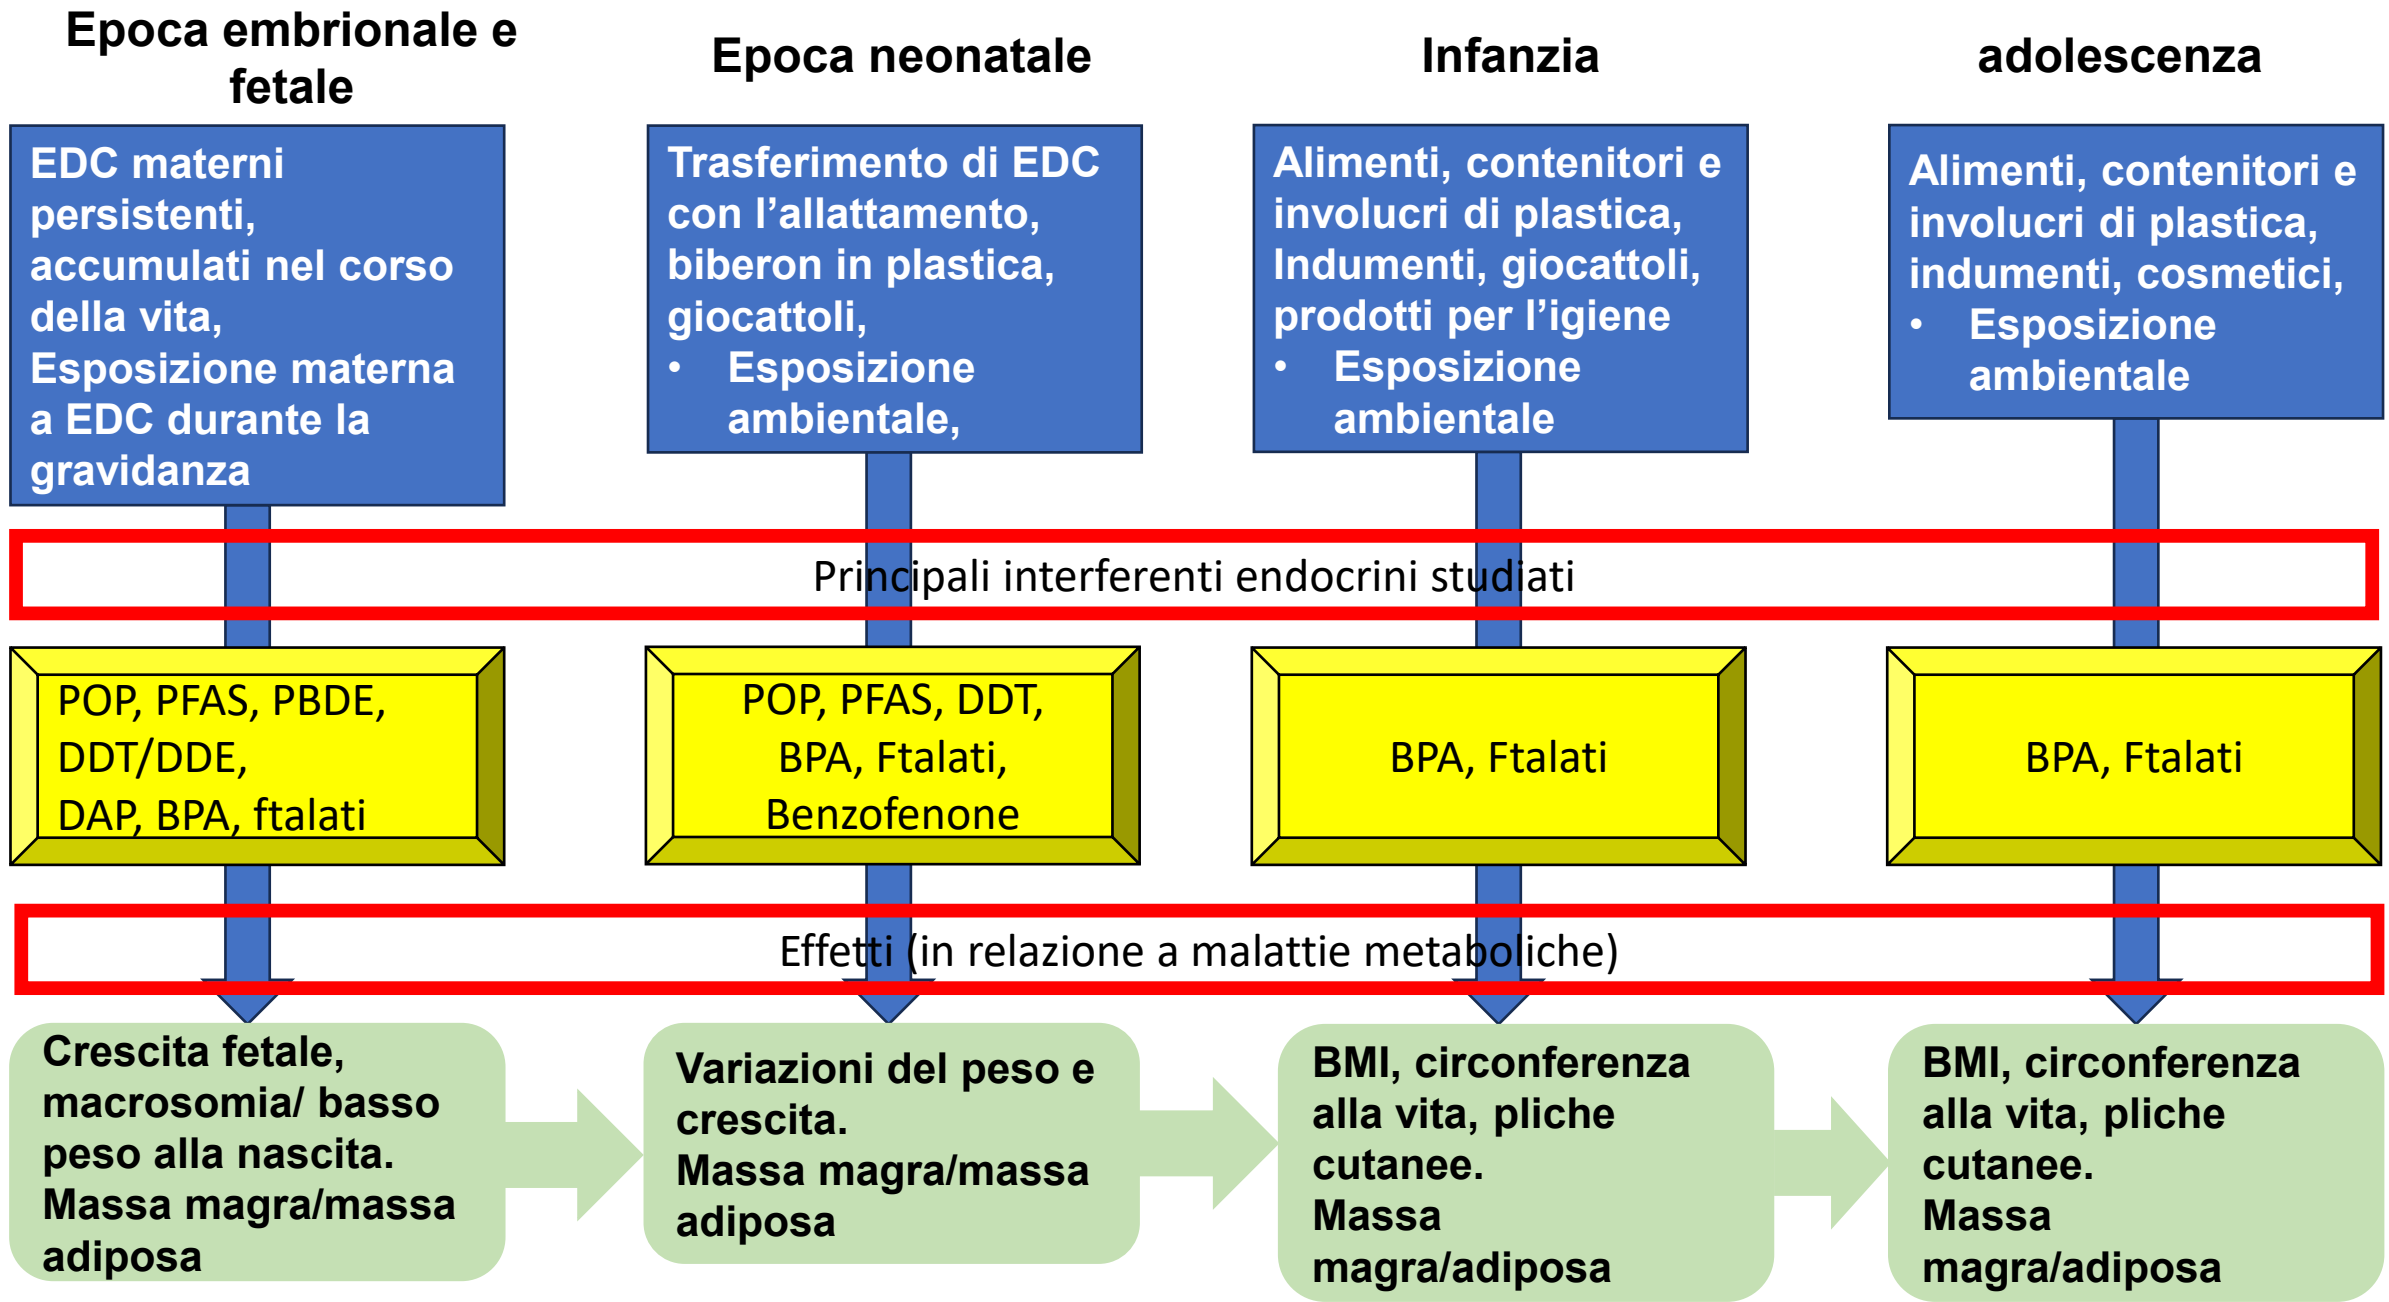 Epoca embrionale e
fetale
Epoca neonatale
Infanzia
adolescenza
EDC materni
persistenti,
accumulati nel corso
della vita,
Esposizione materna
a EDC durante la
gravidanza
Trasferimento di EDC
con l’allattamento,
biberon in plastica,
giocattoli,
• Esposizione
ambientale,
Alimenti, contenitori e
involucri di plastica,
Indumenti, giocattoli,
prodotti per l’igiene
• Esposizione
ambientale
Alimenti, contenitori e
involucri di plastica,
indumenti, cosmetici,
• Esposizione
ambientale
Principali interferenti endocrini studiati
POP, PFAS, PBDE,
DDT/DDE,
DAP, BPA, ftalati
POP, PFAS, DDT,
BPA, Ftalati,
Benzofenone
BPA, Ftalati
BPA, Ftalati
Effetti (in relazione a malattie metaboliche)
Crescita fetale,
macrosomia/ basso
peso alla nascita.
Massa magra/massa
adiposa
Variazioni del peso e
crescita.
Massa magra/massa
adiposa
BMI, circonferenza
alla vita, pliche
cutanee.
Massa
magra/adiposa
BMI, circonferenza
alla vita, pliche
cutanee.
Massa
magra/adiposa